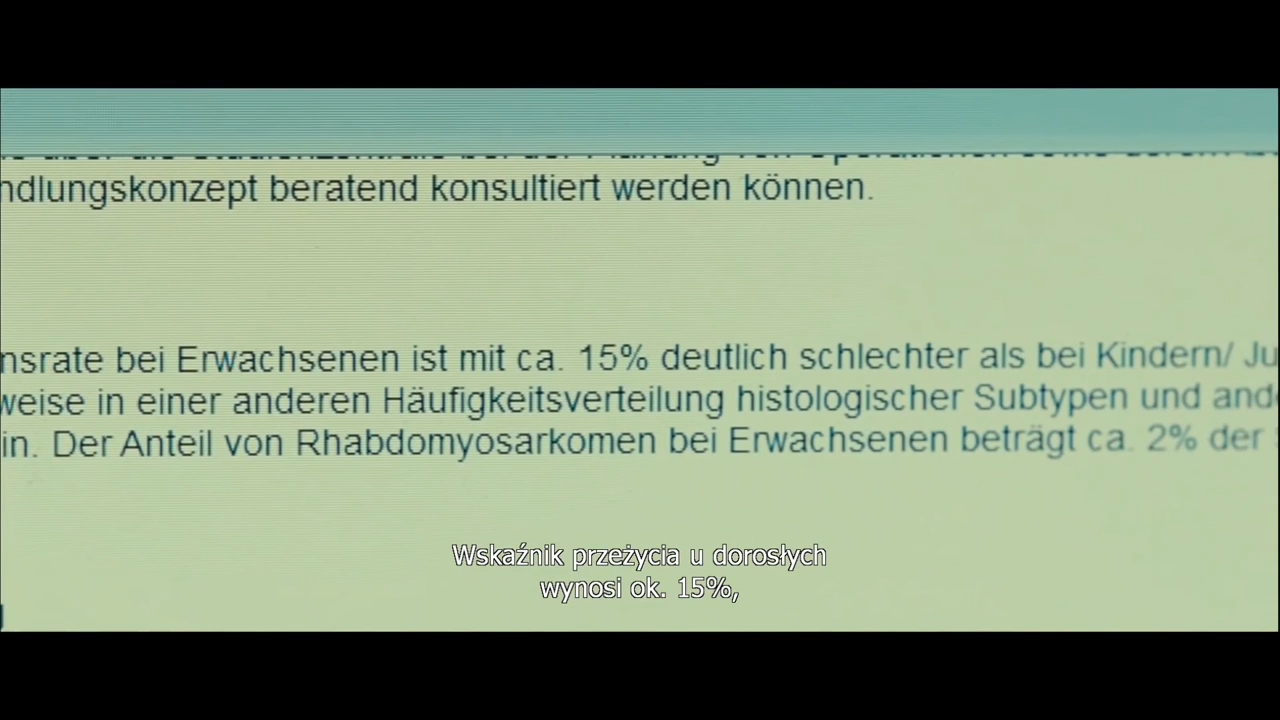 ndlungskonzept beratend konsultiert werden können.
nsrate bei Erwachsenen ist mit ca. 15% deutlich schlechter als bei Kindern/ Ju
weise in einer anderen Häufigkeitsverteilung histologischer Subtypen und and
in. Der Anteil von Rhabdomyosarkomen bei Erwachsenen beträgt ca. 2% der
Wskaźnik przeżycia u dorosłych
wynosi ok. 15%,